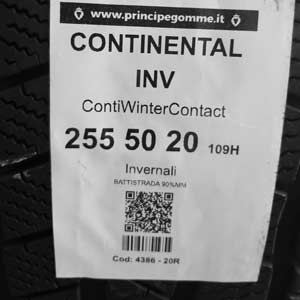 www.principegomme.it
CONTINENTAL
INV
ContiWinterContact
255 50 20 109H
Invernali
BATTISTRADA 90%MM
Cod: 4386 - 20R